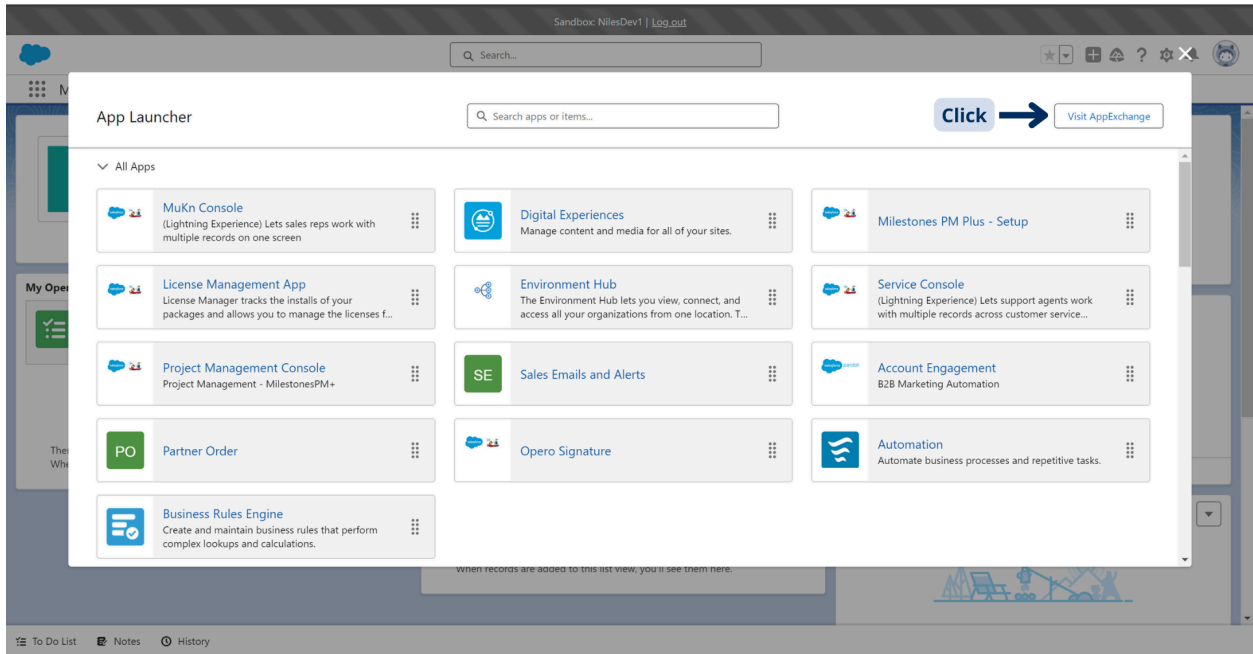 Sandbox: NilesDev1 | Log out
Search...
M
App Launcher
Search apps or items...
Click
Visit AppExchange
All Apps
MuKn Console
(Lightning Experience) Lets sales reps work with
multiple records on one screen
Digital Experiences
Manage content and media for all of your sites.
Milestones PM Plus - Setup
My Oper
License Management App
License Manager tracks the installs of your
packages and allows you to manage the licenses f...
Environment Hub
The Environment Hub lets you view, connect, and
access all your organizations from one location. T...
Service Console
(Lightning Experience) Lets support agents work
with multiple records across customer service...
Project Management Console
Project Management - MilestonesPM+
SE
Sales Emails and Alerts
Account Engagement
B2B Marketing Automation
Ther
Whe
PO
Partner Order
Opero Signature
Automation
Automate business processes and repetitive tasks.
Business Rules Engine
Create and maintain business rules that perform
complex lookups and calculations.
When records are added to this list view, you'll see them here.
To Do List
Notes
History